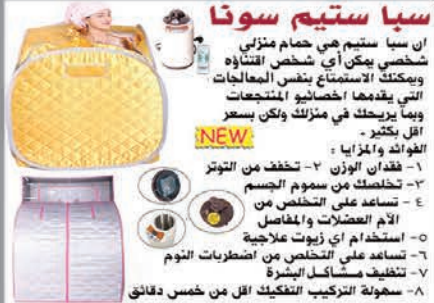 سبا ستيم سونا
ان سبا ستيم هي حمام منزلي
شخصي يمكن أي شخص اقتناؤه
ويمكنك الاستمتاع بنفس المعالجات
التي يقدمها اخصائيو المنتجعات
وبما يريحك في منزلك ولكن بسعر
اقل بكثير .
NEW
الفوائد والمزايا :
١- فقدان الوزن ٢- تخفف من التوتر
٣- تخلصك من سموم الجسم
٤ - تساعد على التخلص من
الآم العضلات والمفاصل
٥- استخدام اي زيوت علاجية
٦- تساعد على التخلص من اضطربات النوم
٧- تنظيف مشاكل البشرة
٨- سهولة التركيب التفكيك اقل من خمس دقائق